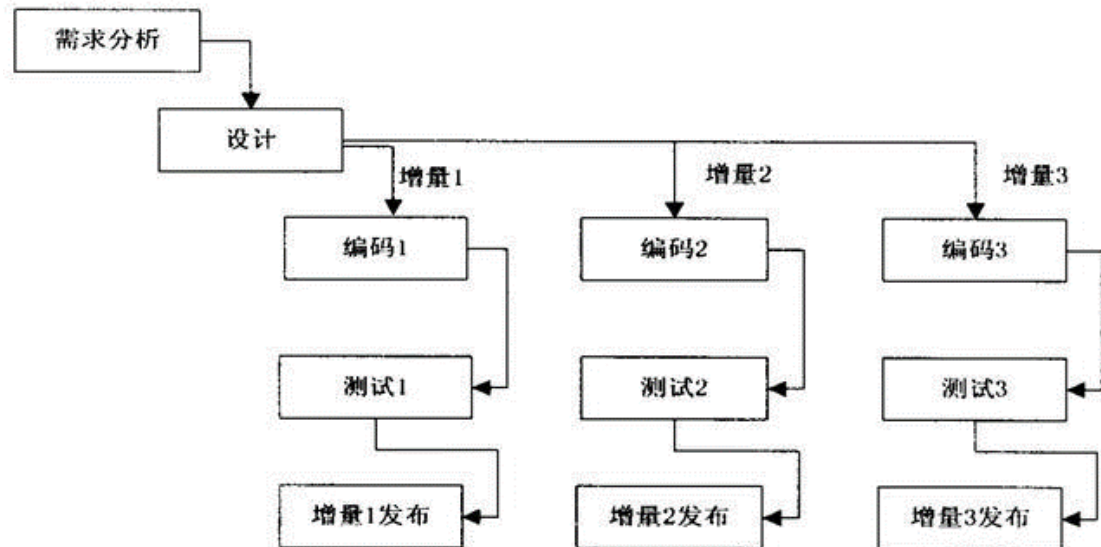 需求分析
设计
增量1
增量2
增量3
编码1
编码2
编码3
测试1
测试2
测试3
增量1发布
增量2发布
增量3发布